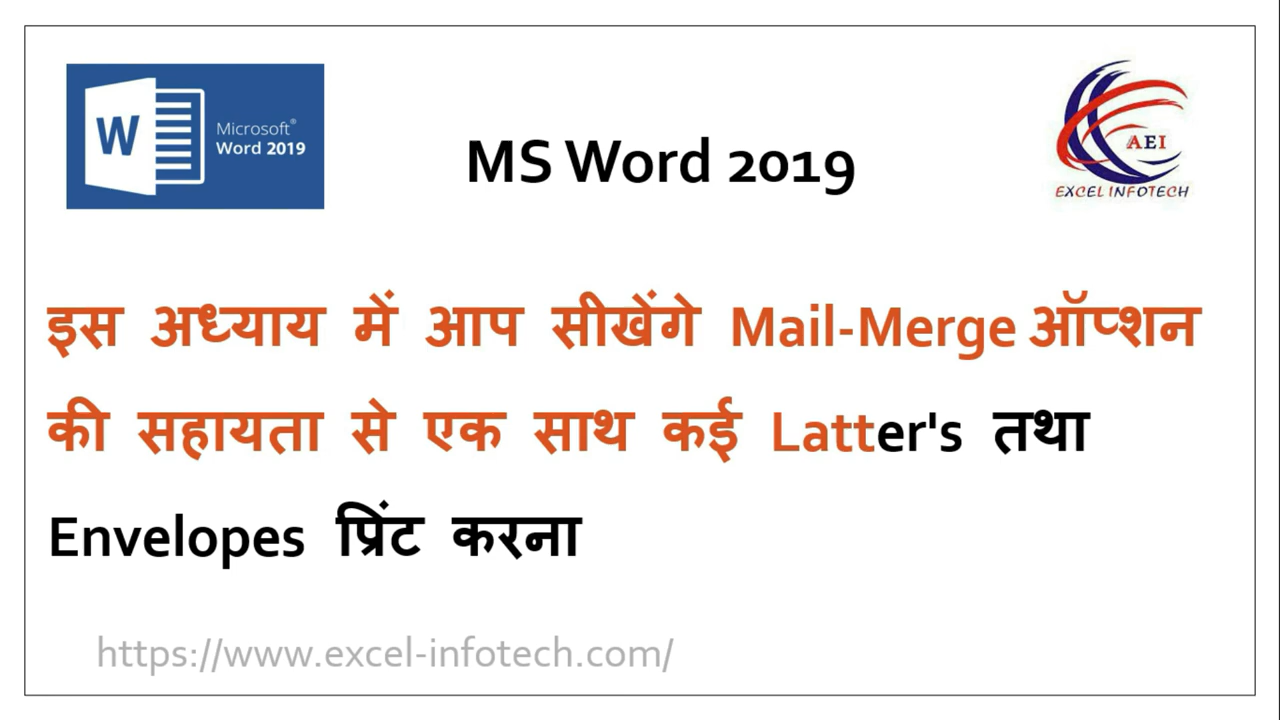 W
Microsoft®
Word 2019
MS Word 2019
AEI
EXCEL INFOTECH
इस अध्याय में आप सीखेंगे Mail-Merge ऑप्शन
की सहायता से एक साथ कई Latter's तथा
Envelopes प्रिंट करना
https://www.excel-infotech.com/